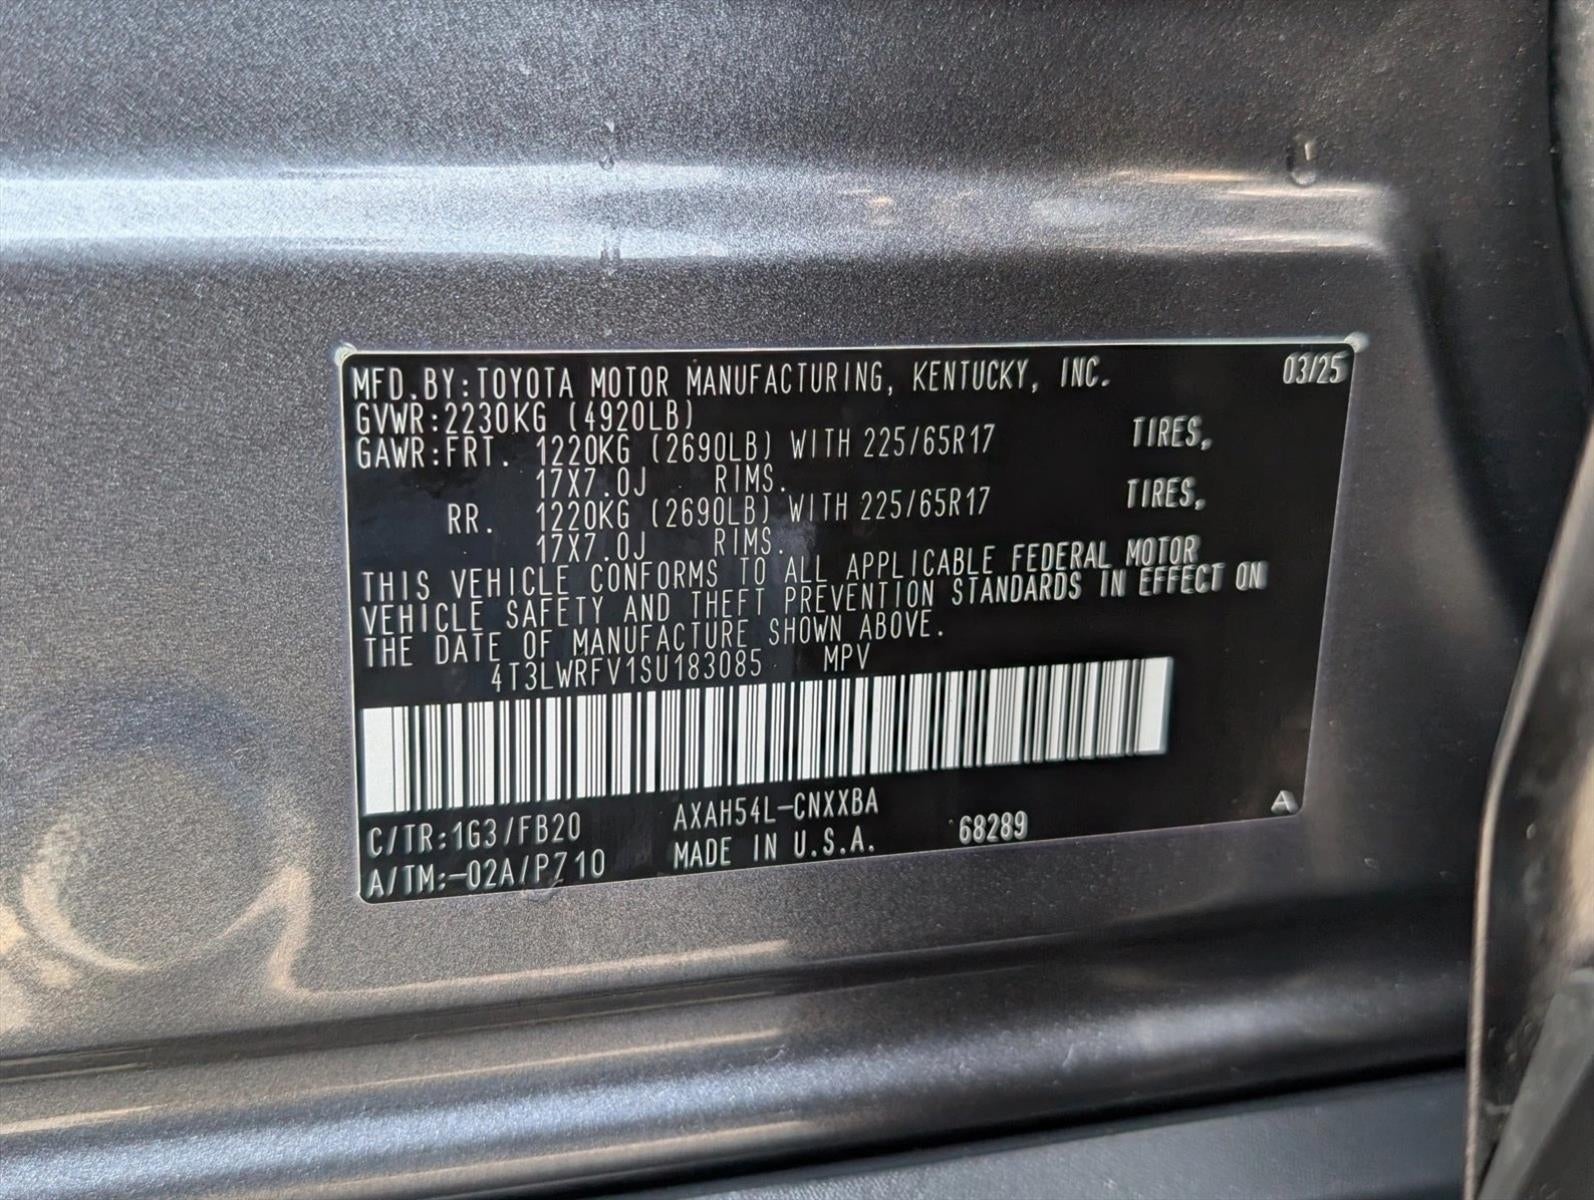 MFD.BY:TOYOTA MOTOR MANUFACTURING, KENTUCKY, INC. 03/25
GVWR:2230KG (4920LB)
GAWR:FRT. 1220KG (2690LB) WITH 225/65R17 TIRES,
17X7.0J RIMS.
RR. 1220KG (2690LB) WITH 225/65R17 TIRES,
17X7.0J RIMS.
THIS VEHICLE CONFORMS TO ALL APPLICABLE FEDERAL MOTOR
VEHICLE SAFETY AND THEFT PREVENTION STANDARDS IN EFFECT ON
THE DATE OF MANUFACTURE SHOWN ABOVE.
4T3LWRFV1SU183085 MPV
C/TR:1G3/FB20 AXAH54L-CNXXBA A
A/TM:-02A/PZ10 MADE IN U.S.A. 68289